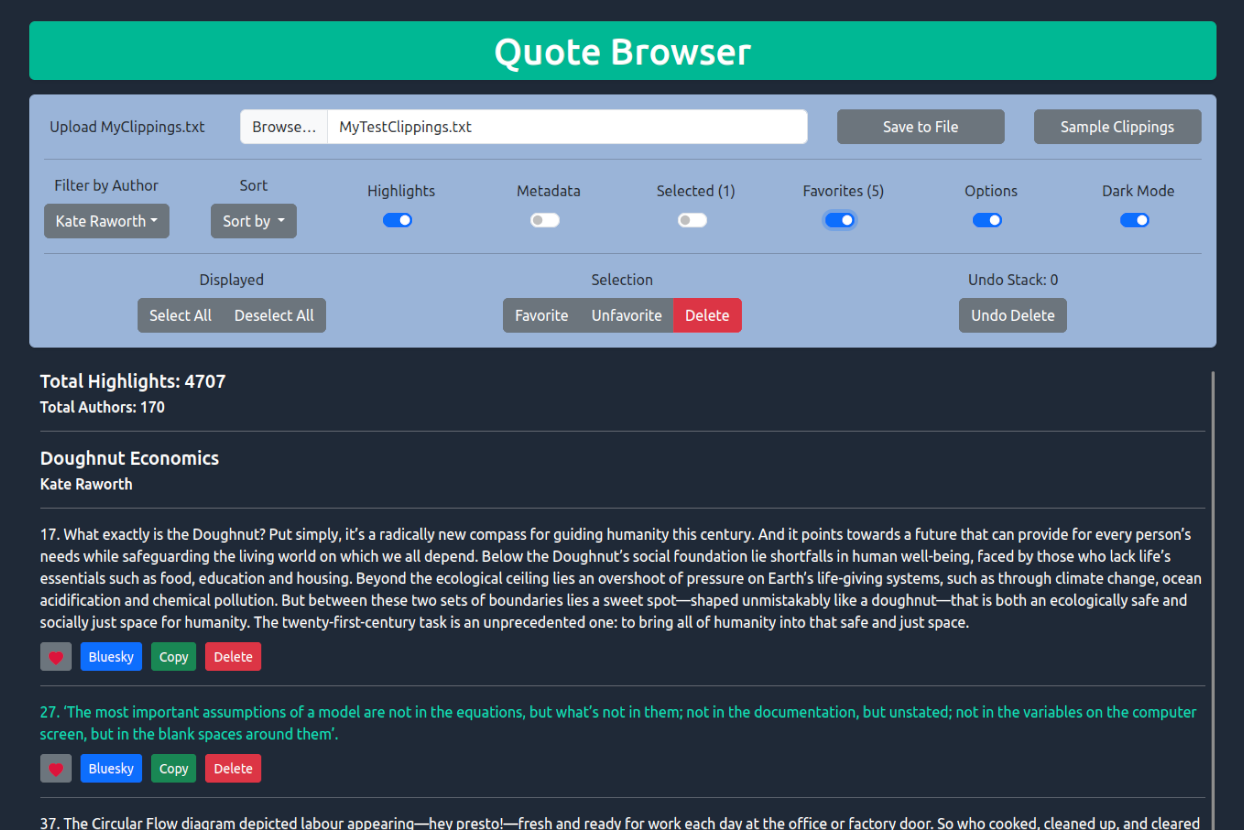 Quote Browser
Upload MyClippings.txt Browse... MyTestClippings.txt Save to File Sample Clippings
Filter by Author Sort Highlights Metadata Selected (1) Favorites (5) Options Dark Mode
Kate Raworth Sort by
Displayed Selection Undo Stack: 0
Select All Deselect All Favorite Unfavorite Delete Undo Delete
Total Highlights: 4707
Total Authors: 170
Doughnut Economics
Kate Raworth
17. What exactly is the Doughnut? Put simply, it’s a radically new compass for guiding humanity this century. And it points towards a future that can provide for every person’s
needs while safeguarding the living world on which we all depend. Below the Doughnut’s social foundation lie shortfalls in human well-being, faced by those who lack life’s
essentials such as food, education and housing. Beyond the ecological ceiling lies an overshoot of pressure on Earth’s life-giving systems, such as through climate change, ocean
acidification and chemical pollution. But between these two sets of boundaries lies a sweet spot—shaped unmistakably like a doughnut—that is both an ecologically safe and
socially just space for humanity. The twenty-first-century task is an unprecedented one: to bring all of humanity into that safe and just space.
Bluesky Copy Delete
27. ‘The most important assumptions of a model are not in the equations, but what’s not in them; not in the documentation, but unstated; not in the variables on the computer
screen, but in the blank spaces around them’.
Bluesky Copy Delete
37. The Circular Flow diagram depicted labour appearing—hey presto!—fresh and ready for work each day at the office or factory door. So who cooked, cleaned up, and cleared